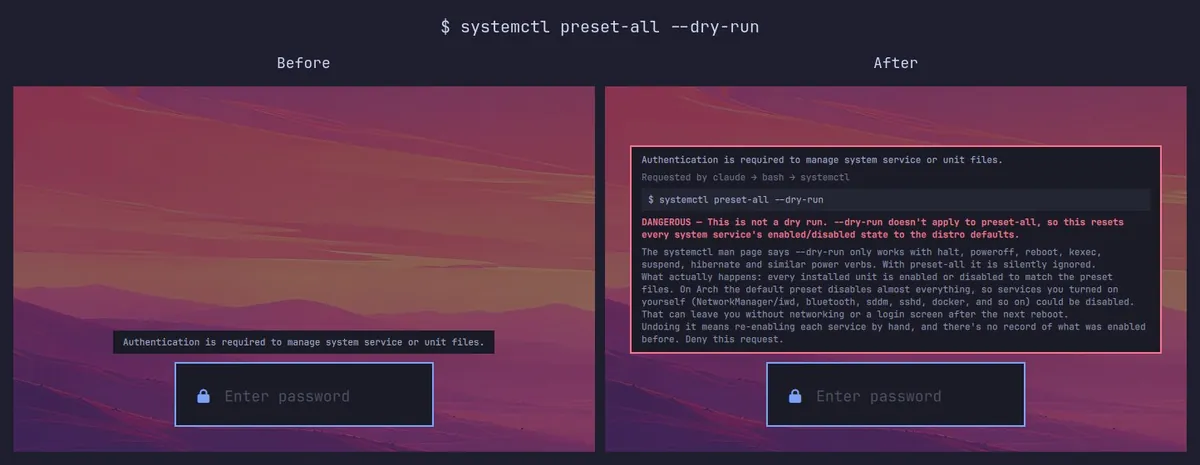 $ systemctl preset-all --dry-run
Before
After
Authentication is required to manage system service or unit files.
Enter password
Authentication is required to manage system service or unit files.
Requested by claude → bash → systemctl
$ systemctl preset-all --dry-run
DANGEROUS — This is not a dry run. --dry-run doesn't apply to preset-all, so this resets
every system service's enabled/disabled state to the distro defaults.
The systemctl man page says --dry-run only works with halt, poweroff, reboot, kexec,
suspend, hibernate and similar power verbs. With preset-all it is silently ignored.
What actually happens: every installed unit is enabled or disabled to match the preset
files. On Arch the default preset disables almost everything, so services you turned on
yourself (NetworkManager/iwd, bluetooth, sddm, sshd, docker, and so on) could be disabled.
That can leave you without networking or a login screen after the next reboot.
Undoing it means re-enabling each service by hand, and there's no record of what was enabled
before. Deny this request.
Enter password